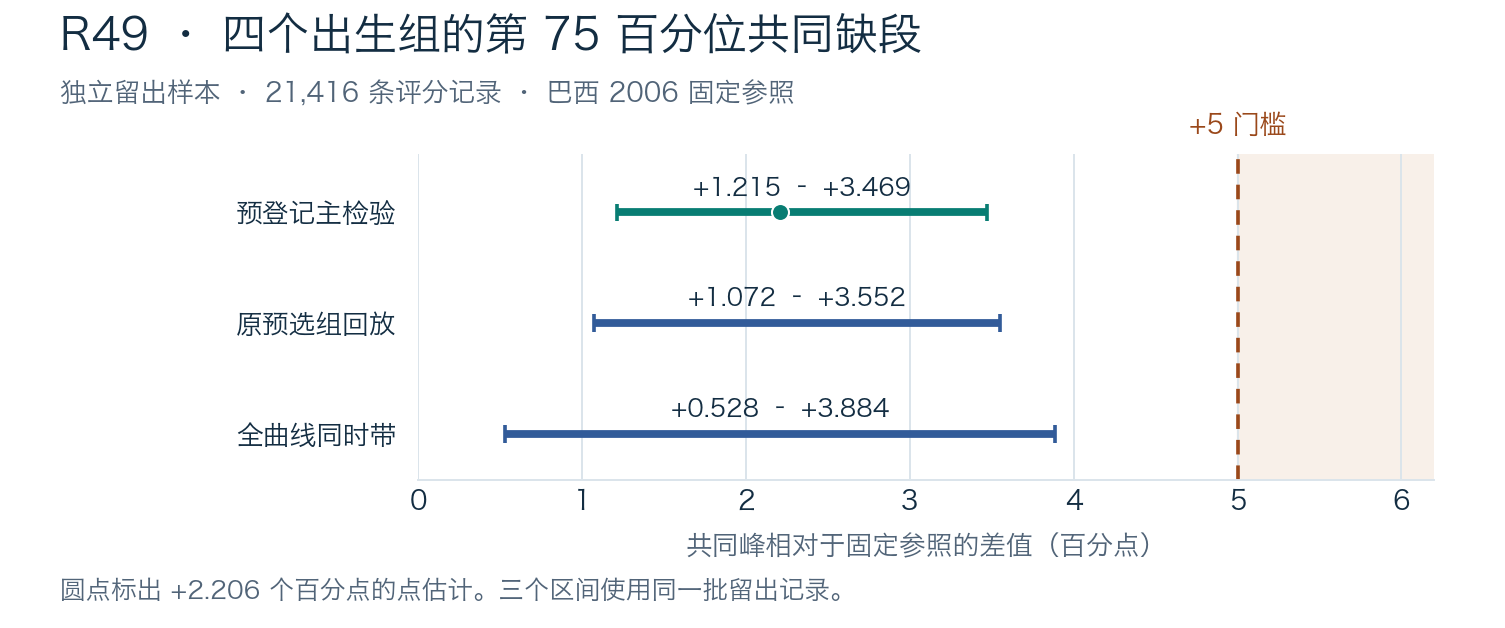 R49 · 四个出生组的第 75 百分位共同缺段
独立留出样本 · 21,416 条评分记录 · 巴西 2006 固定参照
+5 门槛
预登记主检验
+1.215 - +3.469
原预选组回放
+1.072 - +3.552
全曲线同时带
+0.528 - +3.884
0 1 2 3 4 5 6
共同峰相对于固定参照的差值（百分点）
圆点标出 +2.206 个百分点的点估计。三个区间使用同一批留出记录。